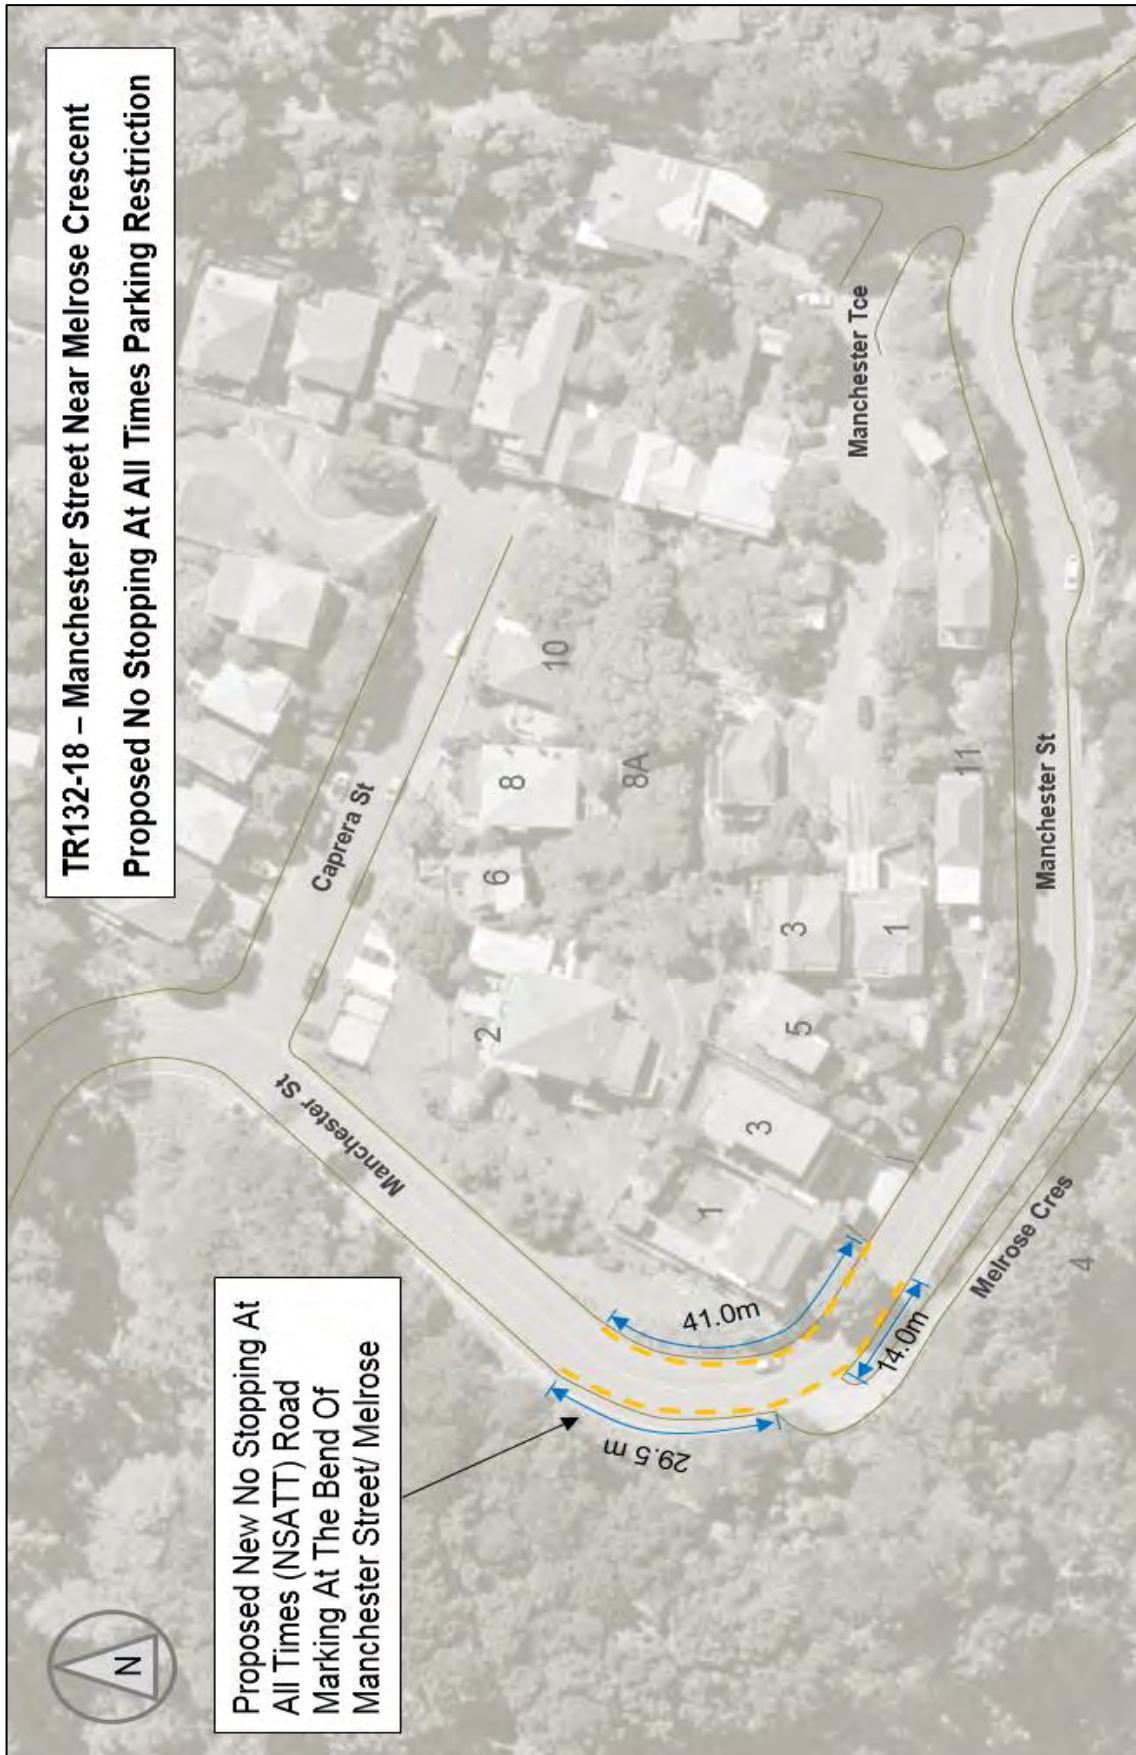 TR132-18 – Manchester Street Near Melrose Crescent
Proposed No Stopping At All Times Parking Restriction
N
Proposed New No Stopping At
All Times (NSATT) Road
Marking At The Bend Of
Manchester Street/ Melrose
Caprera St
Manchester St
Manchester Tce
Manchester St
Melrose Cres
10
8
8A
6
2
3
1
5
3
1
11
4
41.0m
14.0m
29.5 m